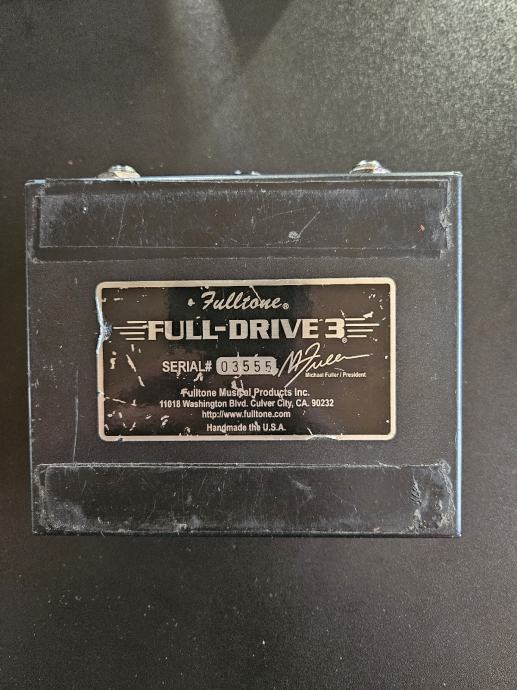 Fulltone®
FULL-DRIVE 3®
SERIAL# 03555 M Fuller
Michael Fuller / President
Fulltone Musical Products Inc.
11018 Washington Blvd. Culver City, CA. 90232
http://www.fulltone.com
Handmade the U.S.A.